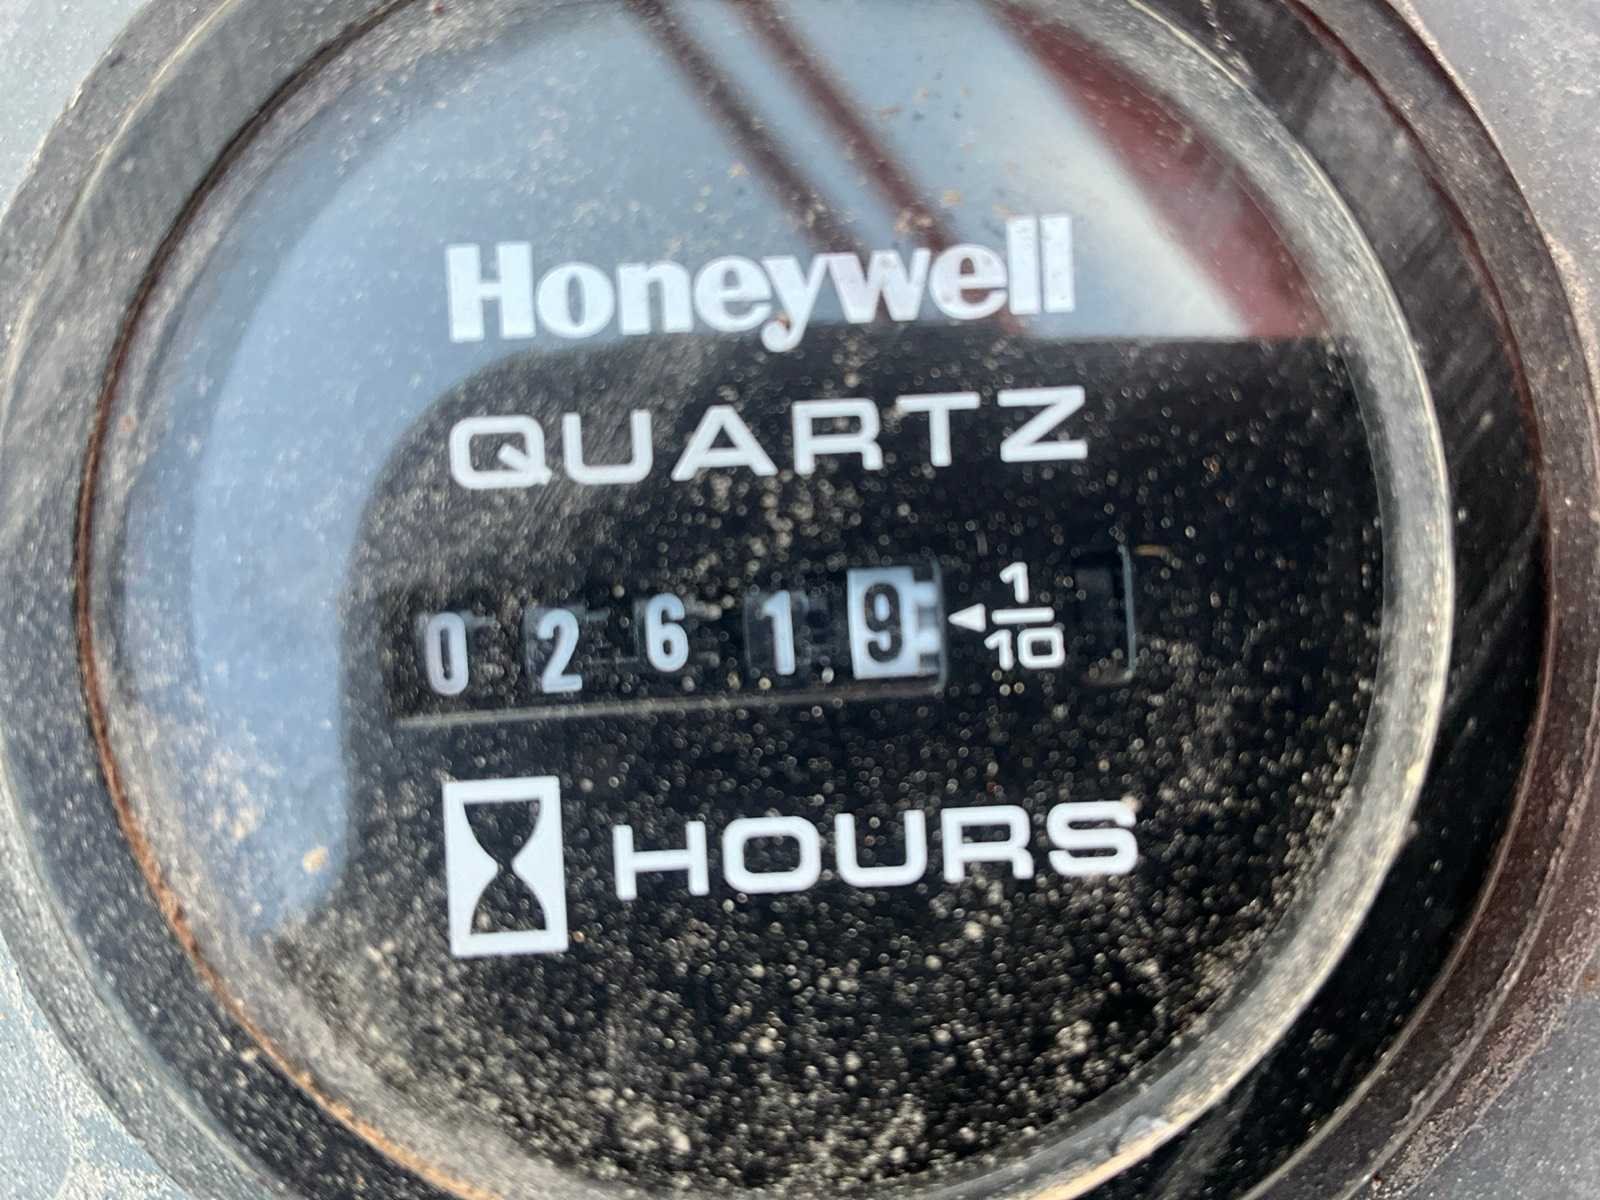 Honeywell
QUARTZ
02619 ◄ 1/10
HOURS